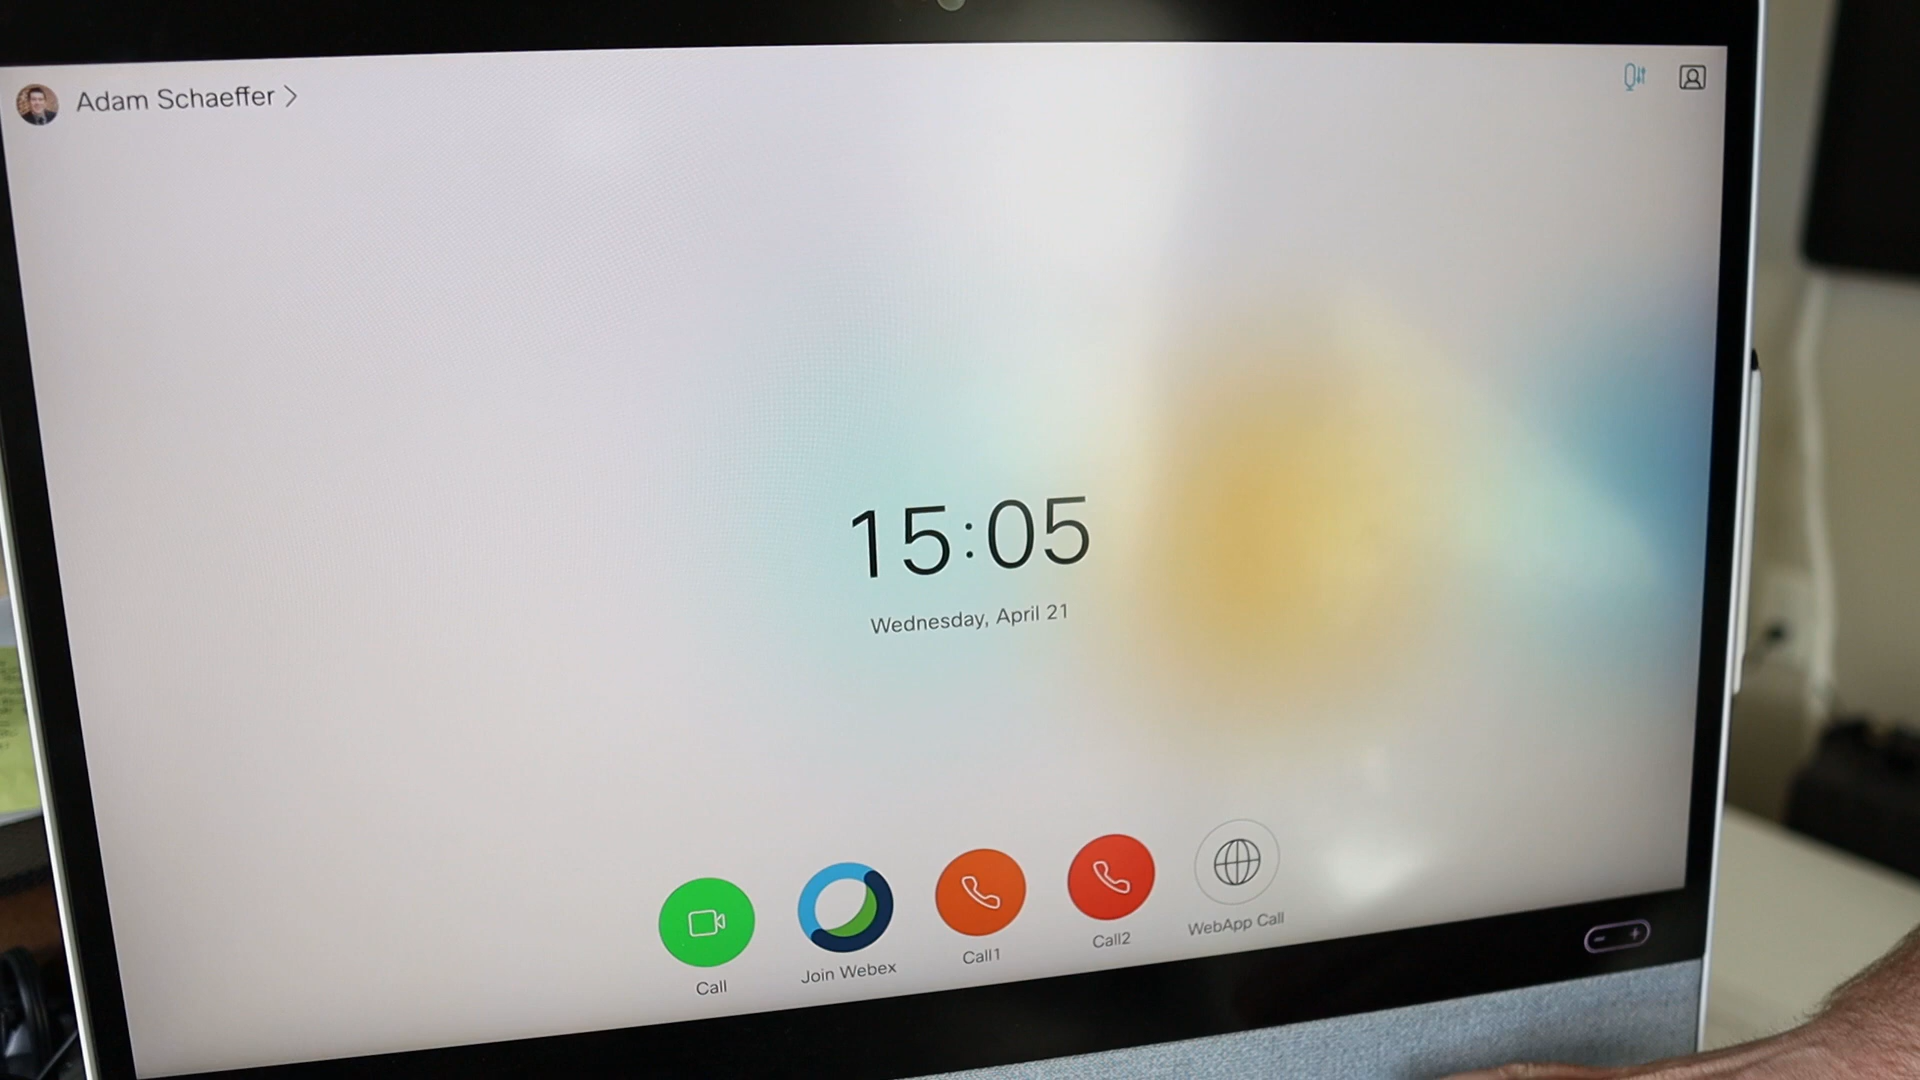 Adam Schaeffer
15:05
Wednesday, April 21
Call
Join Webex
Call1
Call2
WebApp Call